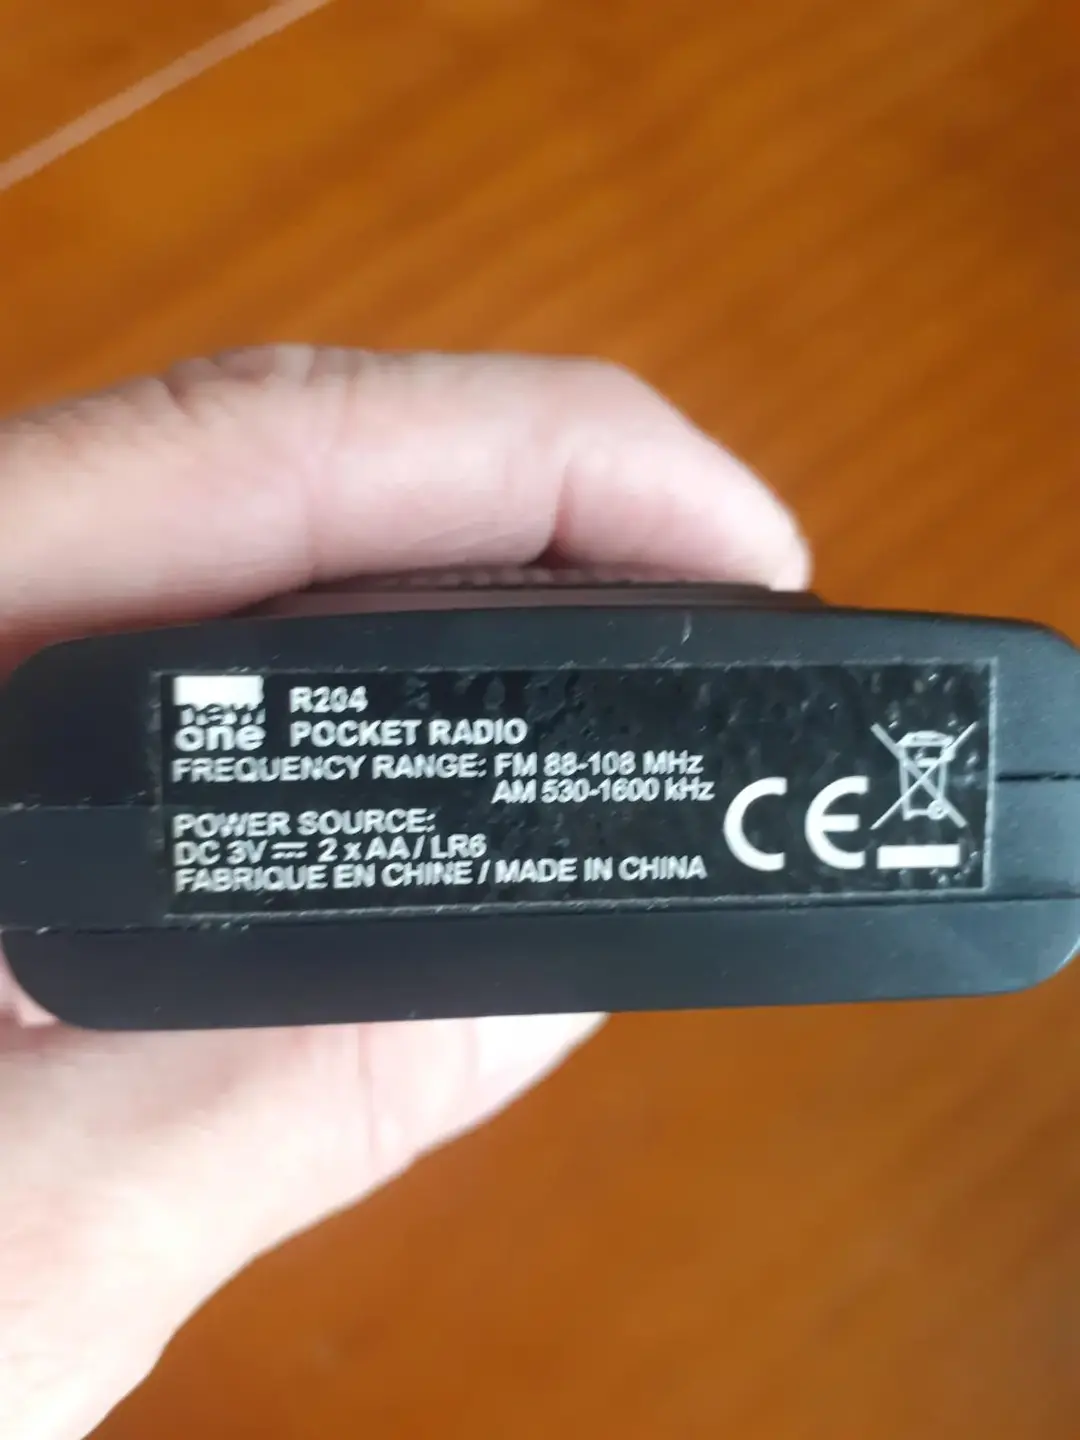 new
one
R204
POCKET RADIO
FREQUENCY RANGE: FM 88-108 MHz
AM 530-1600 kHz
POWER SOURCE:
DC 3V ⎓ 2 x AA / LR6
FABRIQUE EN CHINE / MADE IN CHINA
CE